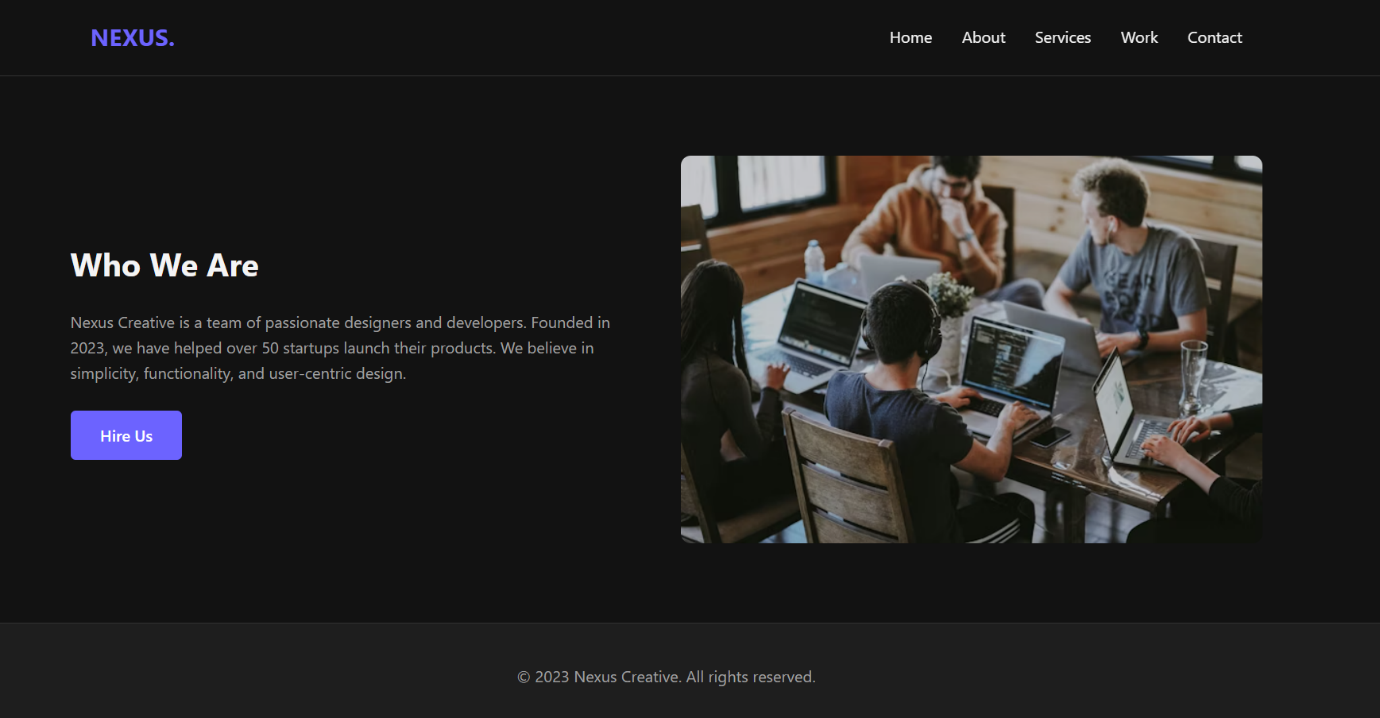 NEXUS.
Home About Services Work Contact
Who We Are
Nexus Creative is a team of passionate designers and developers. Founded in
2023, we have helped over 50 startups launch their products. We believe in
simplicity, functionality, and user-centric design.
Hire Us
© 2023 Nexus Creative. All rights reserved.